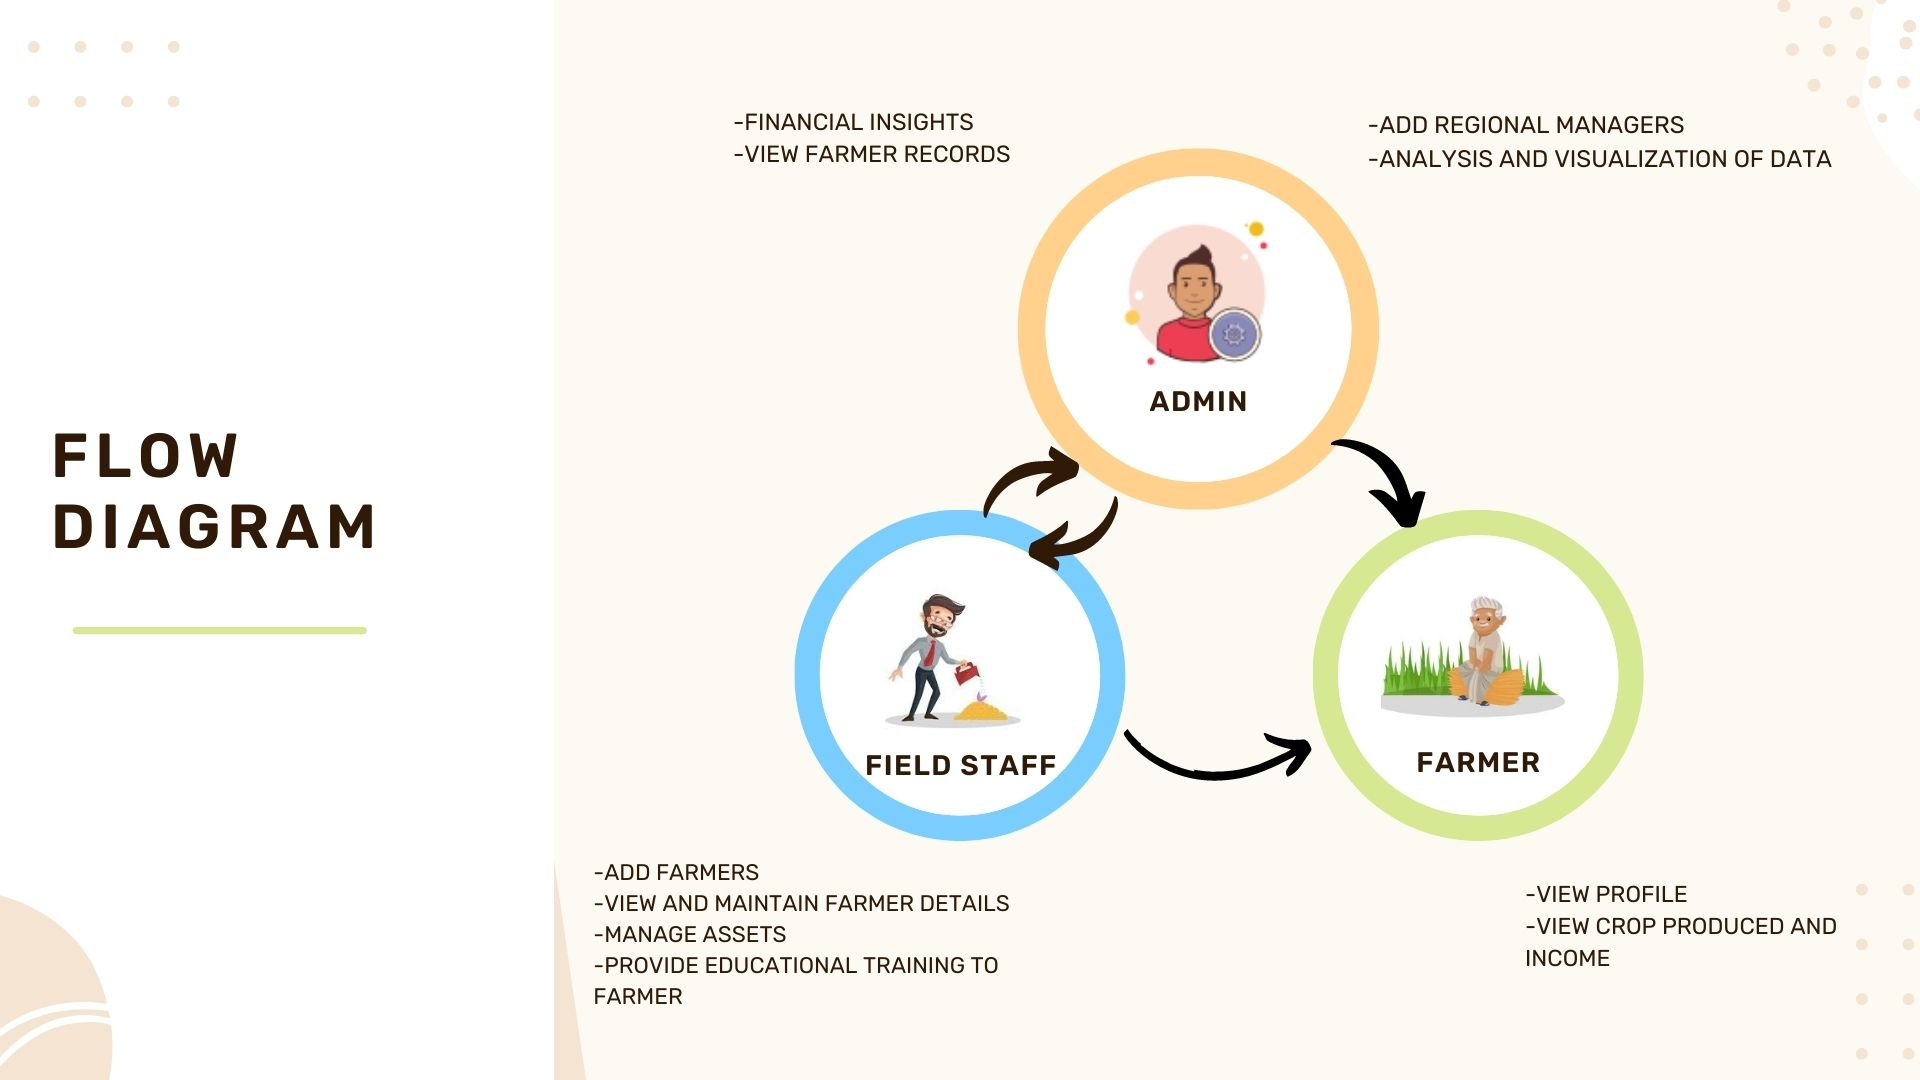 FLOW
DIAGRAM
-FINANCIAL INSIGHTS
-VIEW FARMER RECORDS
-ADD REGIONAL MANAGERS
-ANALYSIS AND VISUALIZATION OF DATA
ADMIN
FIELD STAFF
FARMER
-ADD FARMERS
-VIEW AND MAINTAIN FARMER DETAILS
-MANAGE ASSETS
-PROVIDE EDUCATIONAL TRAINING TO
FARMER
-VIEW PROFILE
-VIEW CROP PRODUCED AND
INCOME